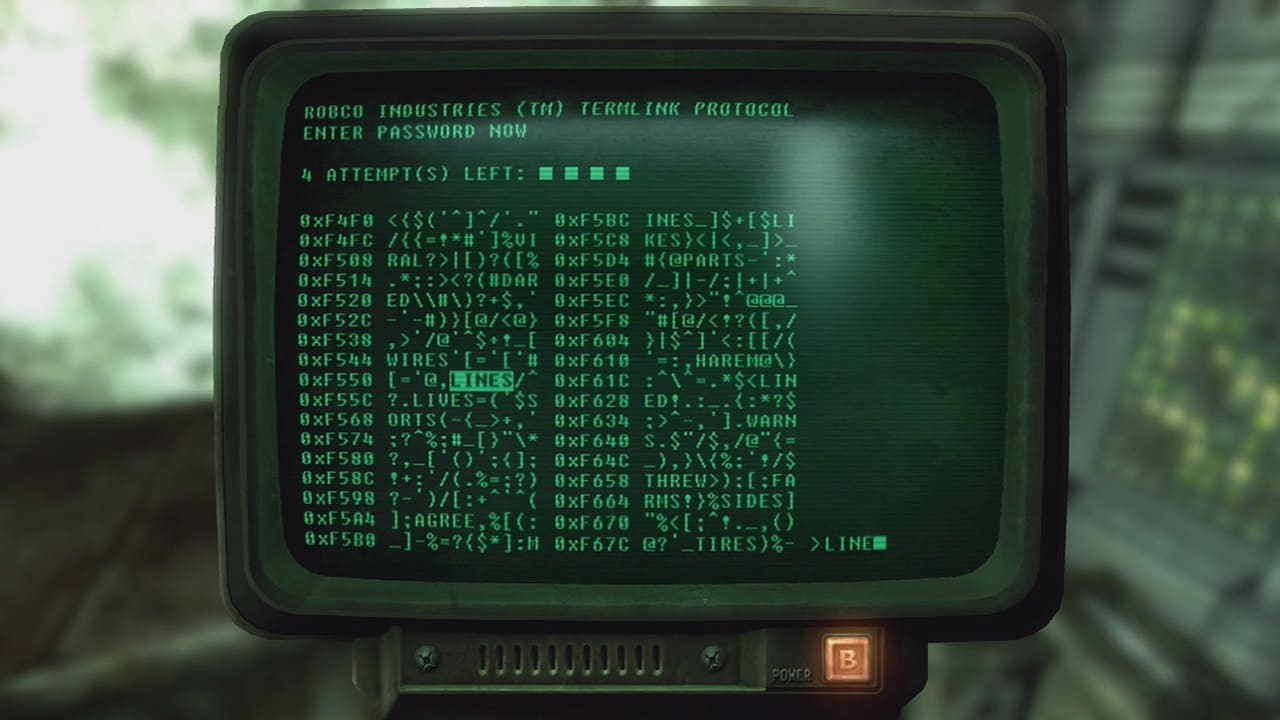 ROBCO INDUSTRIES (TM) TERMLINK PROTOCOL
ENTER PASSWORD NOW
4 ATTEMPT(S) LEFT: ■ ■ ■ ■
0xF4F0 <{$('^]^/'." 0xF5BC INES_]$+[$LI
0xF4FC /{{=!*#']%VI 0xF5C8 KES}<|<,_]>_
0xF508 RAL?>|[)?([% 0xF5D4 #{@PARTS-':*
0xF514 .*;:><?(#DAR 0xF5E0 /_]|-/;|+|+^
0xF520 ED\\#\)?+$,' 0xF5EC *:,}>"!^@@@_
0xF52C -'-#)}[@/<@} 0xF5F8 "#[@/<!?([,/
0xF538 ,>'/@'^$+!_[ 0xF604 }|$^]'<:[[/(
0xF544 WIRES'[='['# 0xF610 '=:,HAREM@\}
0xF550 [='@,LINES/^ 0xF61C :^\^=.*$<LIN
0xF55C ?.LIVES=('$S 0xF628 ED!.:_.{:*?$
0xF568 ORTS(-{_>+,' 0xF634 ;>^-,'].WARN
0xF574 ;?^%;#_[}"\* 0xF640 S.$"/$,/@"{=
0xF580 ?,_['()';{]; 0xF64C _),}\{%;'!/$
0xF58C !+;'/(.%=;?) 0xF658 THREW>);[;FA
0xF598 ?-')/[:+^'^( 0xF664 RMS!}%SIDES]
0xF5A4 ];AGREE,%[(: 0xF670 "%<[;^!._,()
0xF5B0 _]-%=?{$*]:M 0xF67C @?'_TIRES)%- >LINE■
POWER B